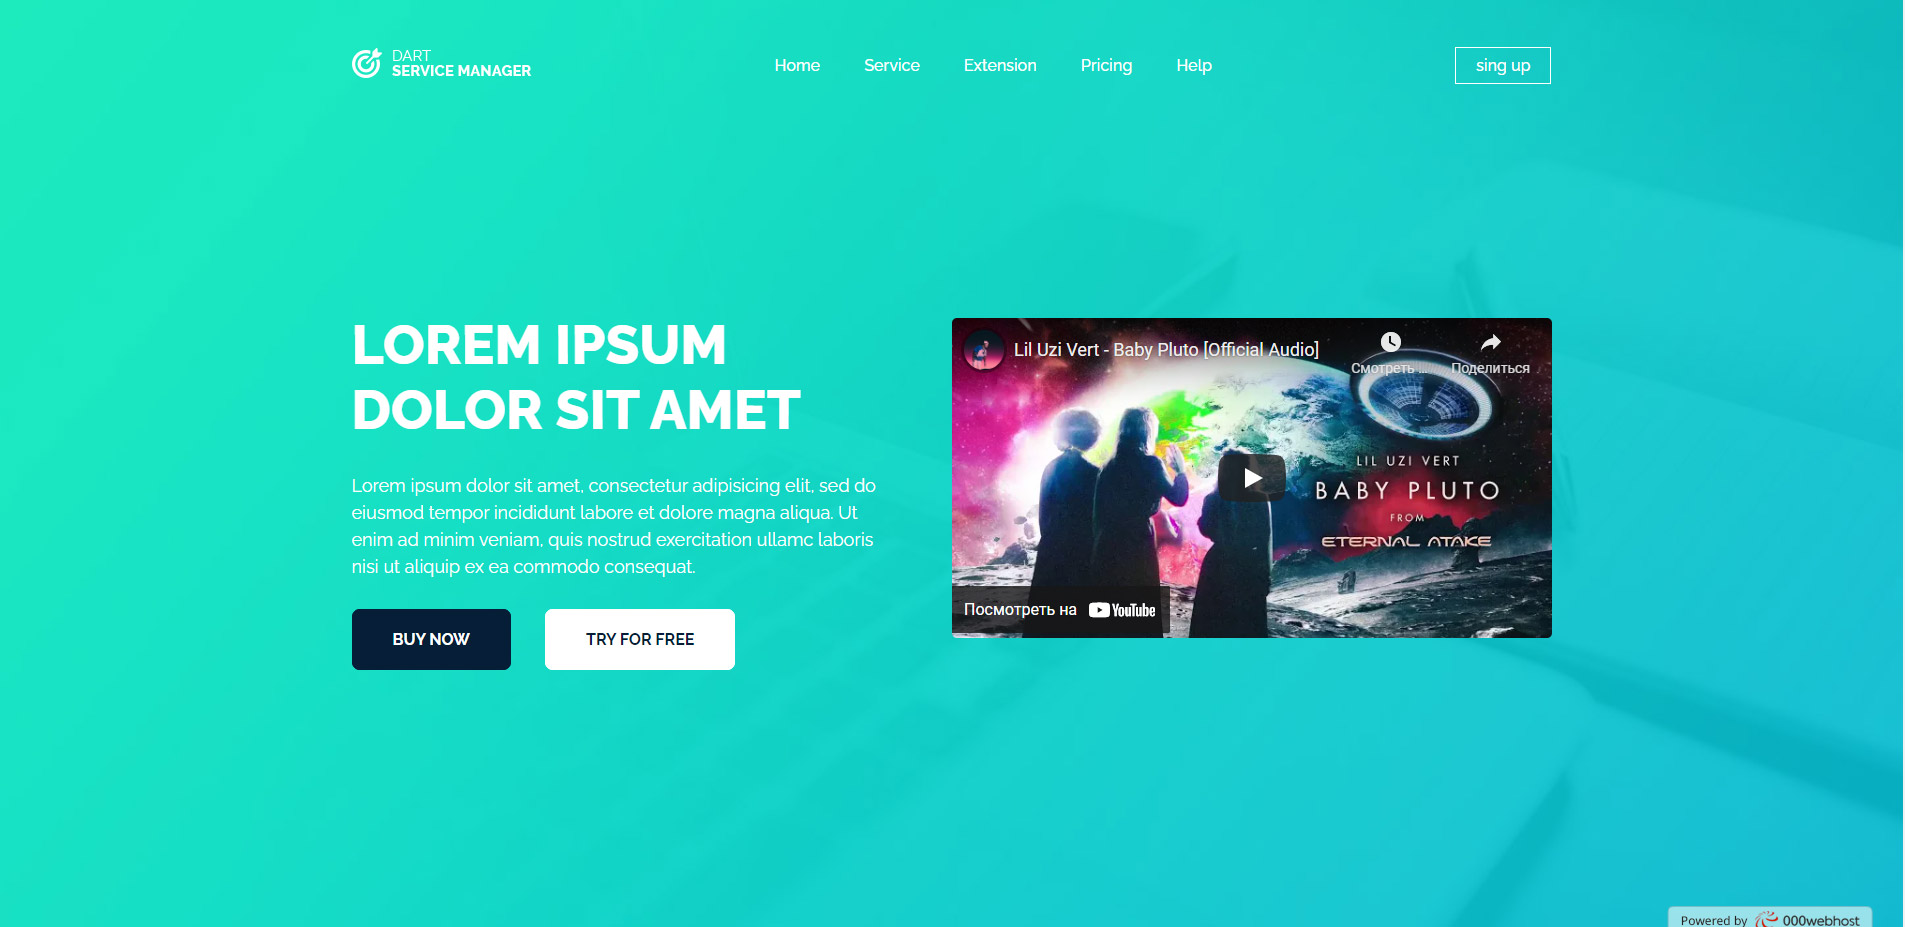 DART
SERVICE MANAGER
Home
Service
Extension
Pricing
Help
sing up
LOREM IPSUM
DOLOR SIT AMET
Lorem ipsum dolor sit amet, consectetur adipisicing elit, sed do
eiusmod tempor incididunt labore et dolore magna aliqua. Ut
enim ad minim veniam, quis nostrud exercitation ullamc laboris
nisi ut aliquip ex ea commodo consequat.
BUY NOW
TRY FOR FREE
Lil Uzi Vert - Baby Pluto [Official Audio]
Смотреть ...
Поделиться
LIL UZI VERT
BABY PLUTO
FROM
ETERNAL ATAKE
Посмотреть на YouTube
Powered by 000webhost